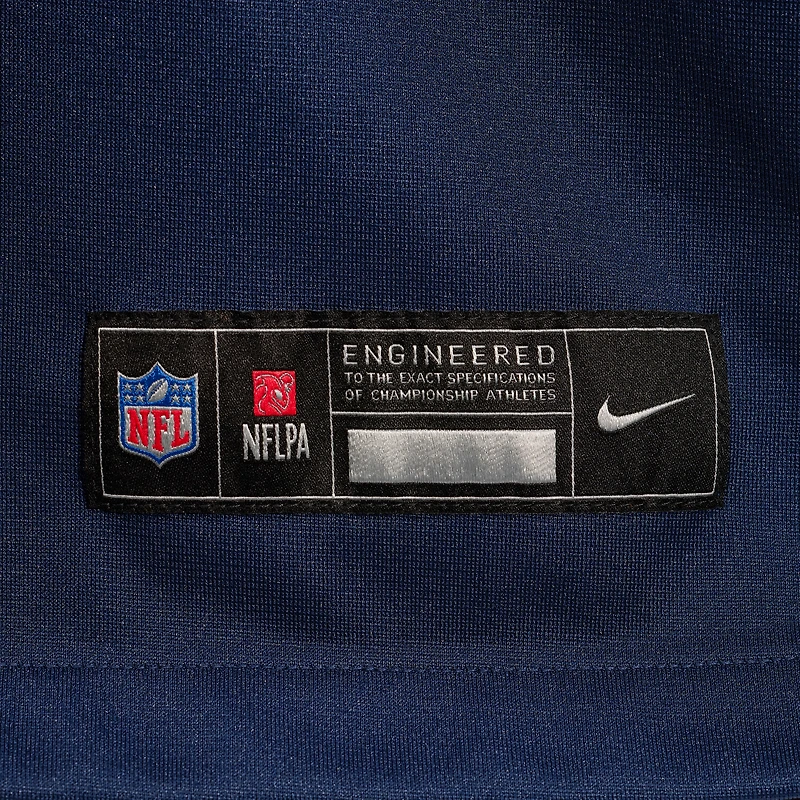 NFL
NFLPA
ENGINEERED
TO THE EXACT SPECIFICATIONS
OF CHAMPIONSHIP ATHLETES